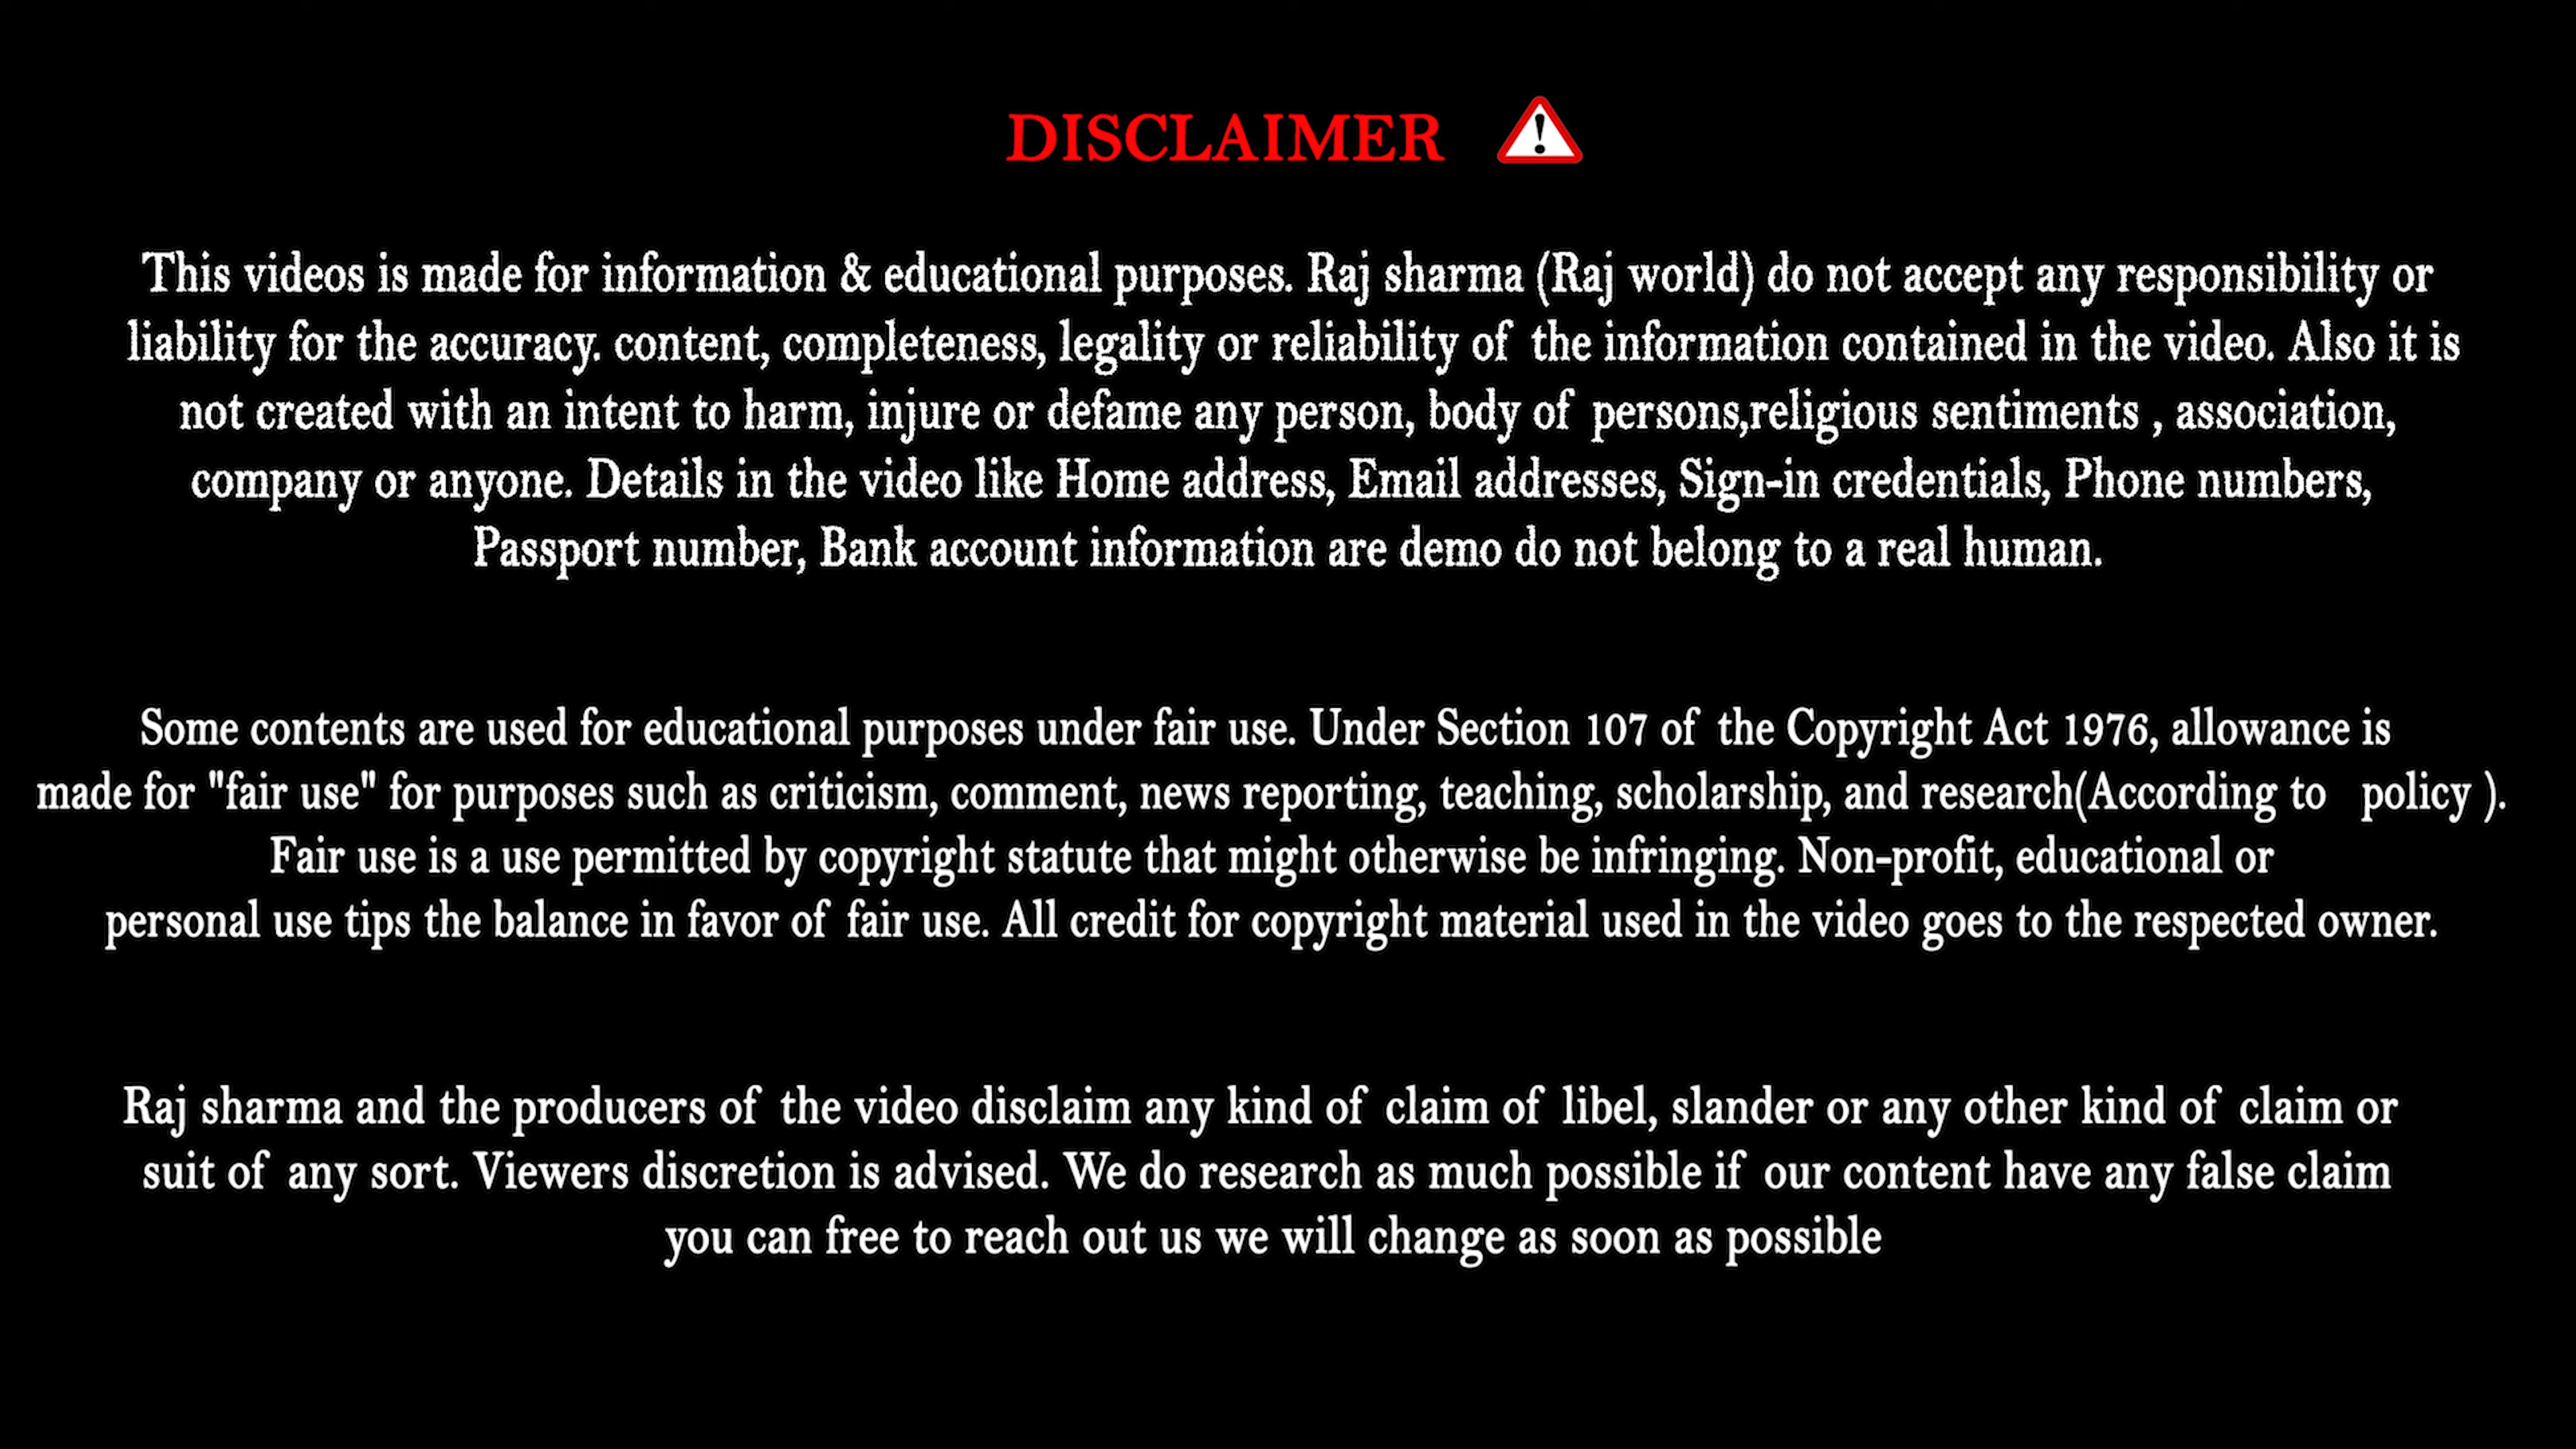 DISCLAIMER
This videos is made for information & educational purposes. Raj sharma (Raj world) do not accept any responsibility or
liability for the accuracy. content, completeness, legality or reliability of the information contained in the video. Also it is
not created with an intent to harm, injure or defame any person, body of persons,religious sentiments , association,
company or anyone. Details in the video like Home address, Email addresses, Sign-in credentials, Phone numbers,
Passport number, Bank account information are demo do not belong to a real human.
Some contents are used for educational purposes under fair use. Under Section 107 of the Copyright Act 1976, allowance is
made for "fair use" for purposes such as criticism, comment, news reporting, teaching, scholarship, and research(According to policy ).
Fair use is a use permitted by copyright statute that might otherwise be infringing. Non-profit, educational or
personal use tips the balance in favor of fair use. All credit for copyright material used in the video goes to the respected owner.
Raj sharma and the producers of the video disclaim any kind of claim of libel, slander or any other kind of claim or
suit of any sort. Viewers discretion is advised. We do research as much possible if our content have any false claim
you can free to reach out us we will change as soon as possible